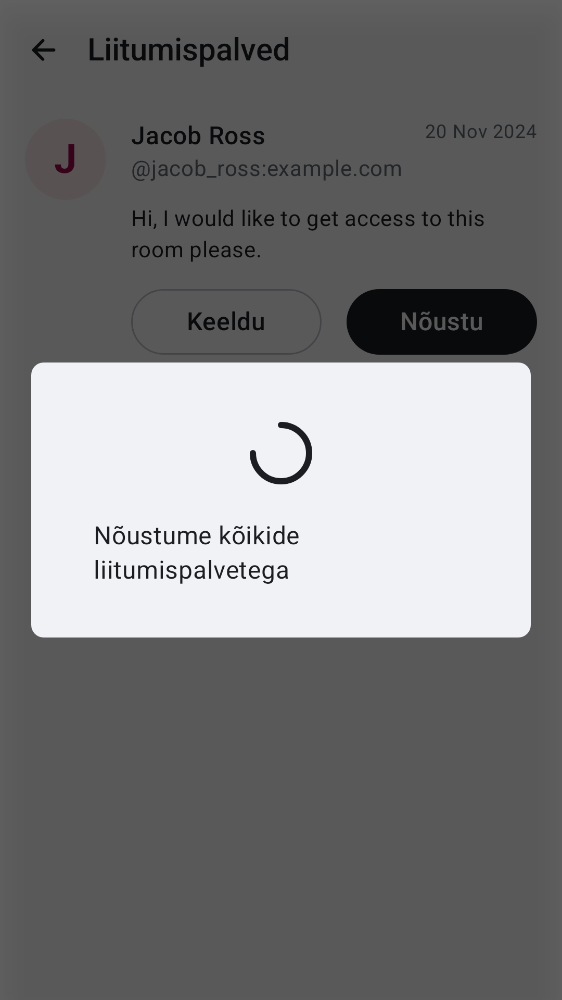 Liitumispalved
J
Jacob Ross
20 Nov 2024
@jacob_ross:example.com
Hi, I would like to get access to this
room please.
Keeldu
Nõustu
Nõustume kõikide
liitumispalvetega